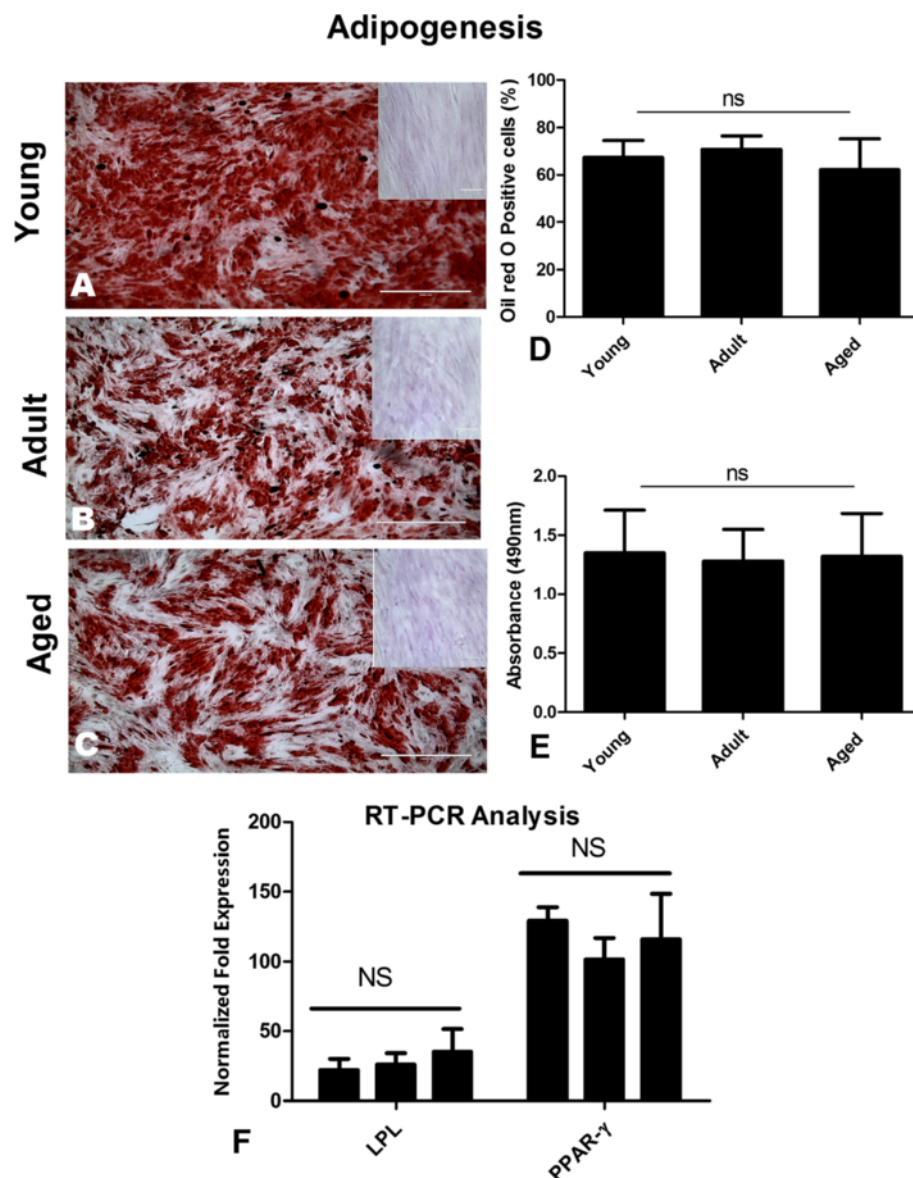 Adipogenesis
Young
A
Adult
B
Aged
C
100
80
60
40
20
0
Oil red O Positive cells (%)
ns
Young
Adult
Aged
D
2.0
1.5
1.0
0.5
0.0
Absorbance (490nm)
ns
Young
Adult
Aged
E
RT-PCR Analysis
200
150
100
50
0
Normalized Fold Expression
NS
NS
LPL
PPAR-γ
F